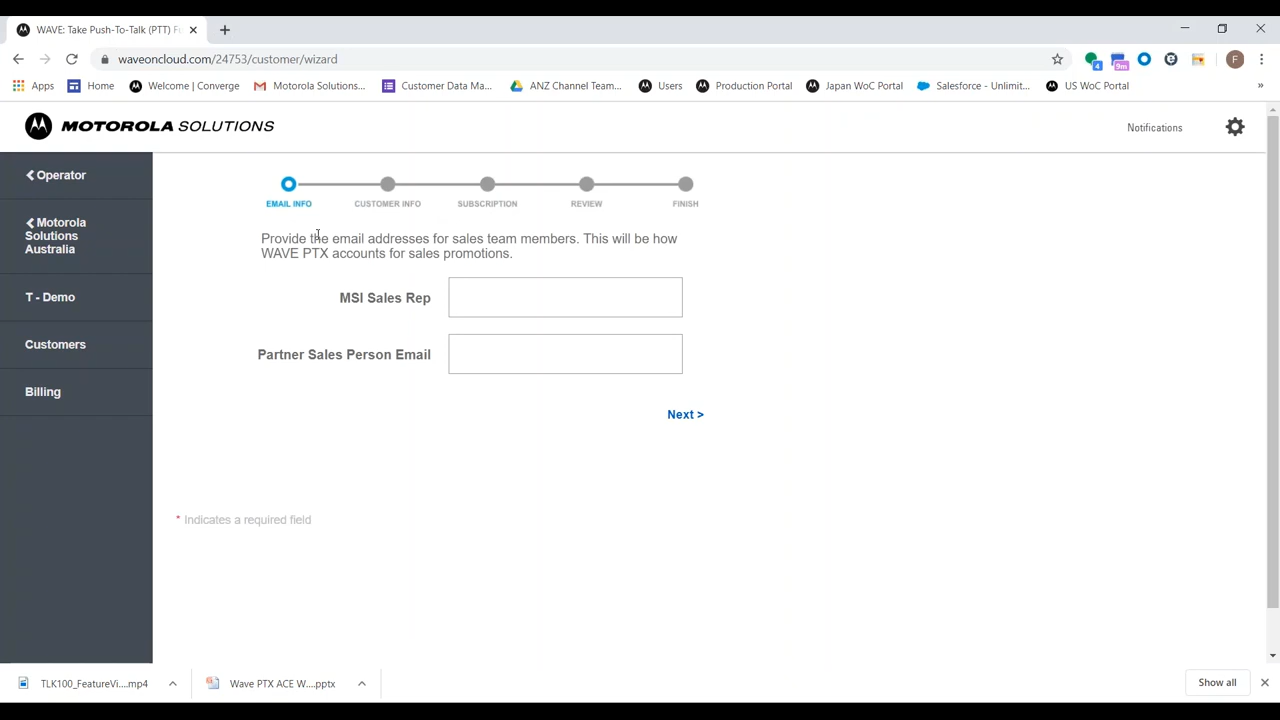 WAVE: Take Push-To-Talk (PTT) F
waveoncloud.com/24753/customer/wizard
4
9m
F
Apps
Home
Welcome | Converge
Motorola Solutions...
Customer Data Ma...
ANZ Channel Team...
Users
Production Portal
Japan WoC Portal
Salesforce - Unlimit...
US WoC Portal
»
MOTOROLA SOLUTIONS
Notifications
Operator
Motorola
Solutions
Australia
T - Demo
Customers
Billing
EMAIL INFO
CUSTOMER INFO
SUBSCRIPTION
REVIEW
FINISH
Provide the email addresses for sales team members. This will be how
WAVE PTX accounts for sales promotions.
MSI Sales Rep
Partner Sales Person Email
Next >
* Indicates a required field
TLK100_FeatureVi....mp4
Wave PTX ACE W....pptx
Show all